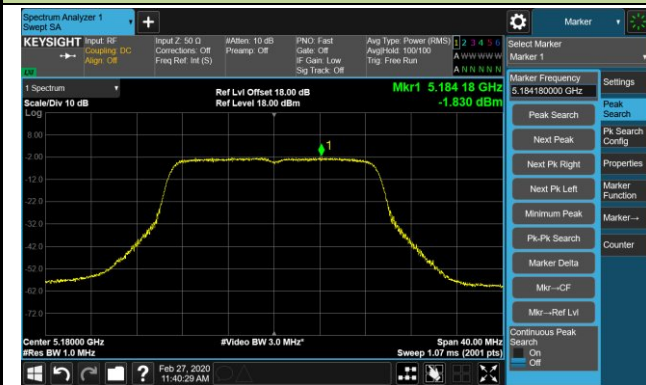 Spectrum Analyzer 1
Swept SA
+
Marker
KEYSIGHT
Input: RF
Coupling: DC
Align: Off
Input Z: 50 Ω
Corrections: Off
Freq Ref: Int (S)
#Atten: 10 dB
Preamp: Off
PNO: Fast
Gate: Off
IF Gain: Low
Sig Track: Off
Avg Type: Power (RMS)
Avg|Hold: 100/100
Trig: Free Run
1 2 3 4 5 6
A W W W W W
A N N N N N
Select Marker
Marker 1
1 Spectrum
Scale/Div 10 dB
Log
Ref Lvl Offset 18.00 dB
Ref Level 18.00 dBm
Mkr1 5.184 18 GHz
-1.830 dBm
8.00
-2.00
-12.0
-22.0
-32.0
-42.0
-52.0
-62.0
-72.0
1
Center 5.18000 GHz
#Res BW 1.0 MHz
#Video BW 3.0 MHz*
Span 40.00 MHz
Sweep 1.07 ms (2001 pts)
Marker Frequency
5.184180000 GHz
Peak Search
Next Peak
Next Pk Right
Next Pk Left
Minimum Peak
Pk-Pk Search
Marker Delta
Mkr→CF
Mkr→Ref Lvl
Continuous Peak
Search
On
Off
Settings
Peak
Search
Pk Search
Config
Properties
Marker
Function
Marker→
Counter
?
Feb 27, 2020
11:40:29 AM